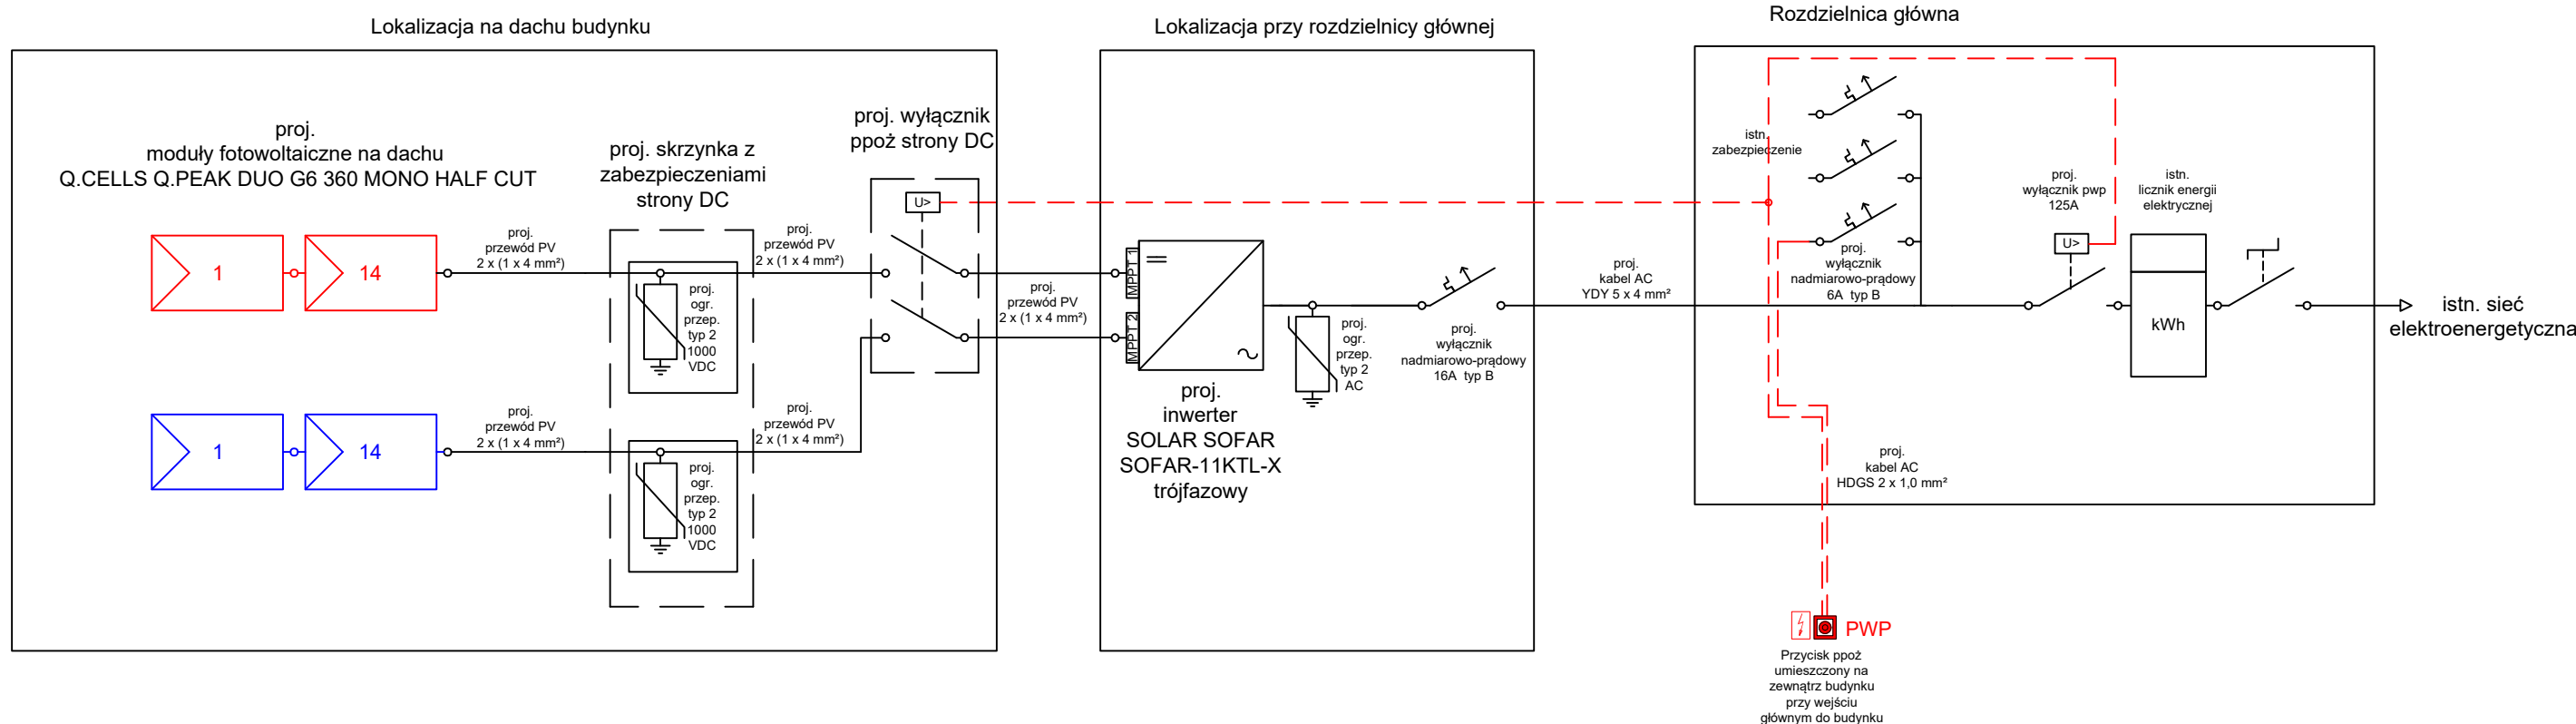 Lokalizacja na dachu budynku
Lokalizacja przy rozdzielnicy głównej
Rozdzielnica główna
proj.
moduły fotowoltaiczne na dachu
Q.CELLS Q.PEAK DUO G6 360 MONO HALF CUT
proj. skrzynka z
zabezpieczeniami
strony DC
proj. wyłącznik
ppoż strony DC
U>
1
14
proj.
przewód PV
2 x (1 x 4 mm²)
proj.
ogr.
przep.
typ 2
1000
VDC
proj.
przewód PV
2 x (1 x 4 mm²)
1
14
proj.
przewód PV
2 x (1 x 4 mm²)
proj.
ogr.
przep.
typ 2
1000
VDC
proj.
przewód PV
2 x (1 x 4 mm²)
proj.
przewód PV
2 x (1 x 4 mm²)
MPPT 1
MPPT 2
proj.
inwerter
SOLAR SOFAR
SOFAR-11KTL-X
trójfazowy
proj.
ogr.
przep.
typ 2
AC
proj.
wyłącznik
nadmiarowo-prądowy
16A typ B
proj.
kabel AC
YDY 5 x 4 mm²
istn.
zabezpieczenie
proj.
wyłącznik
nadmiarowo-prądowy
6A typ B
proj.
wyłącznik pwp
125A
U>
istn.
licznik energii
elektrycznej
kWh
istn. sieć
elektroenergetyczna
proj.
kabel AC
HDGS 2 x 1,0 mm²
PWP
Przycisk ppoż
umieszczony na
zewnątrz budynku
przy wejściu
głównym do budynku